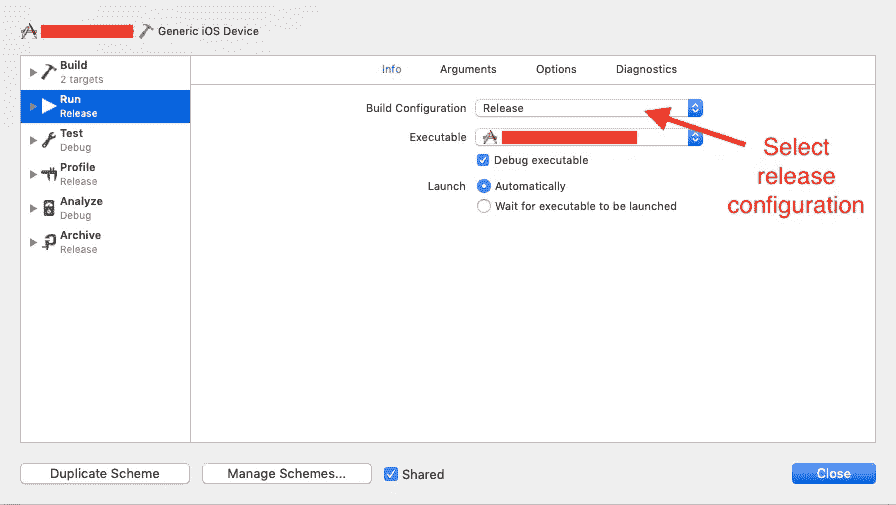 Generic iOS Device
Build
2 targets
Run
Release
Test
Debug
Profile
Release
Analyze
Debug
Archive
Release
Info Arguments Options Diagnostics
Build Configuration Release
Executable
Debug executable
Launch Automatically
Wait for executable to be launched
Select
release
configuration
Duplicate Scheme Manage Schemes... Shared Close